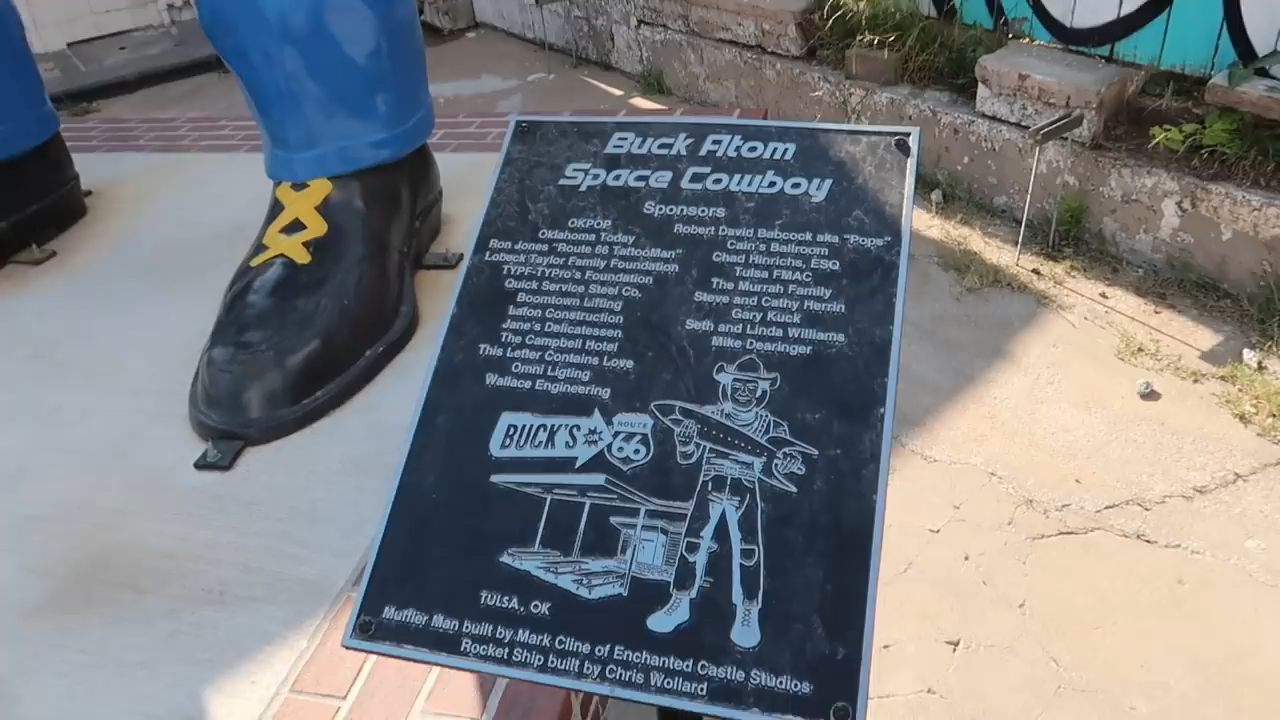 Buck Atom
Space Cowboy
Sponsors
OKPOP
Oklahoma Today
Ron Jones "Route 66 TattooMan"
Lobeck Taylor Family Foundation
TYPF-TYPro's Foundation
Quick Service Steel Co.
Boomtown Lifting
Lafon Construction
Jane's Delicatessen
The Campbell Hotel
This Letter Contains Love
Omni Ligting
Wallace Engineering
Robert David Babcock aka "Pops"
Cain's Ballroom
Chad Hinrichs, ESQ
Tulsa FMAC
The Murrah Family
Steve and Cathy Herrin
Gary Kuck
Seth and Linda Williams
Mike Dearinger
BUCK'S ON ROUTE 66
TULSA, OK
Muffler Man built by Mark Cline of Enchanted Castle Studios
Rocket Ship built by Chris Wollard